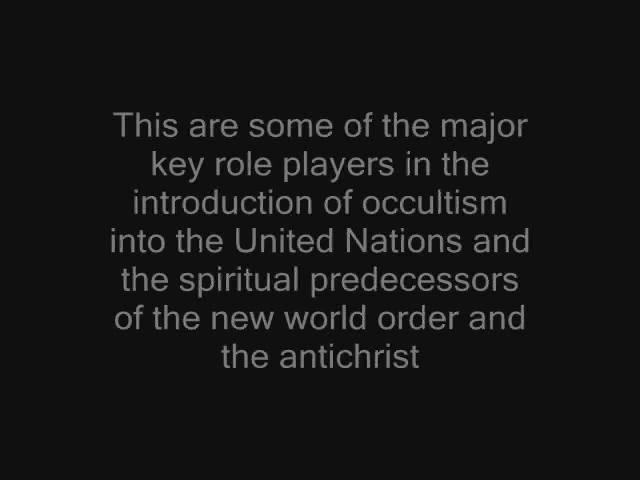 This are some of the major
key role players in the
introduction of occultism
into the United Nations and
the spiritual predecessors
of the new world order and
the antichrist